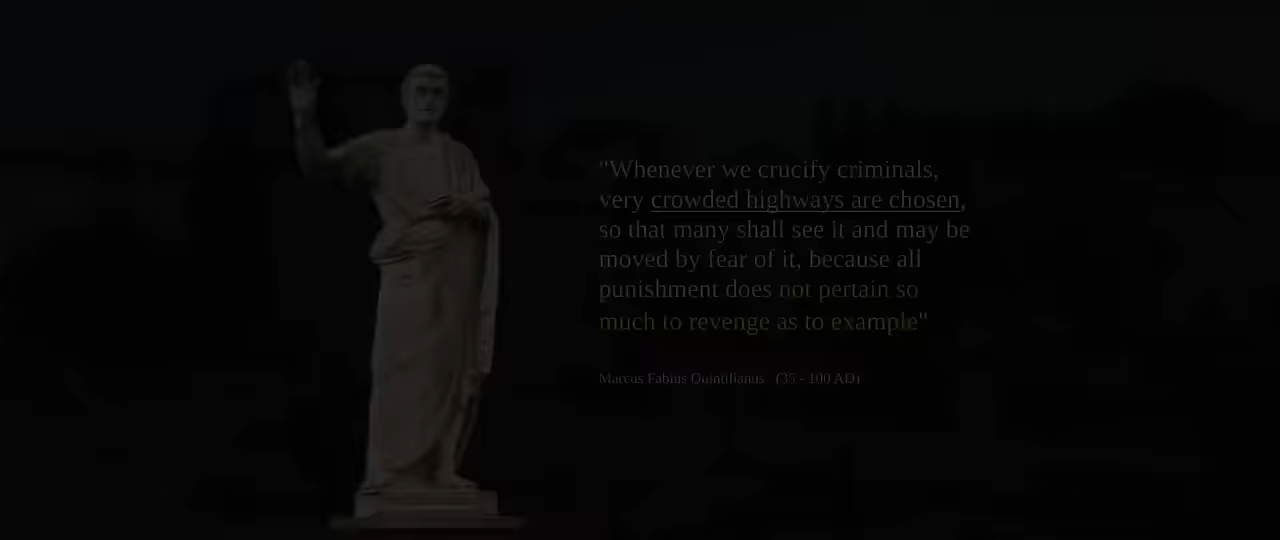 "Whenever we crucify criminals,
very crowded highways are chosen,
so that many shall see it and may be
moved by fear of it, because all
punishment does not pertain so
much to revenge as to example"
Marcus Fabius Quintilianus (35 - 100 AD)